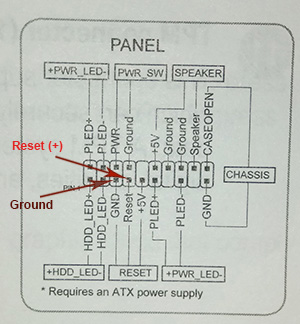 PANEL
+PWR_LED- PWR_SW SPEAKER
PLED+
PLED-
PWR
Ground
+5V
Ground
Ground
Speaker
CASEOPEN
Reset (+)
PIN 1
CHASSIS
Ground
HDD_LED+
HDD_LED-
GND
Reset
+5V
PLED+
PLED-
GND
+HDD_LED- RESET +PWR_LED-
* Requires an ATX power supply